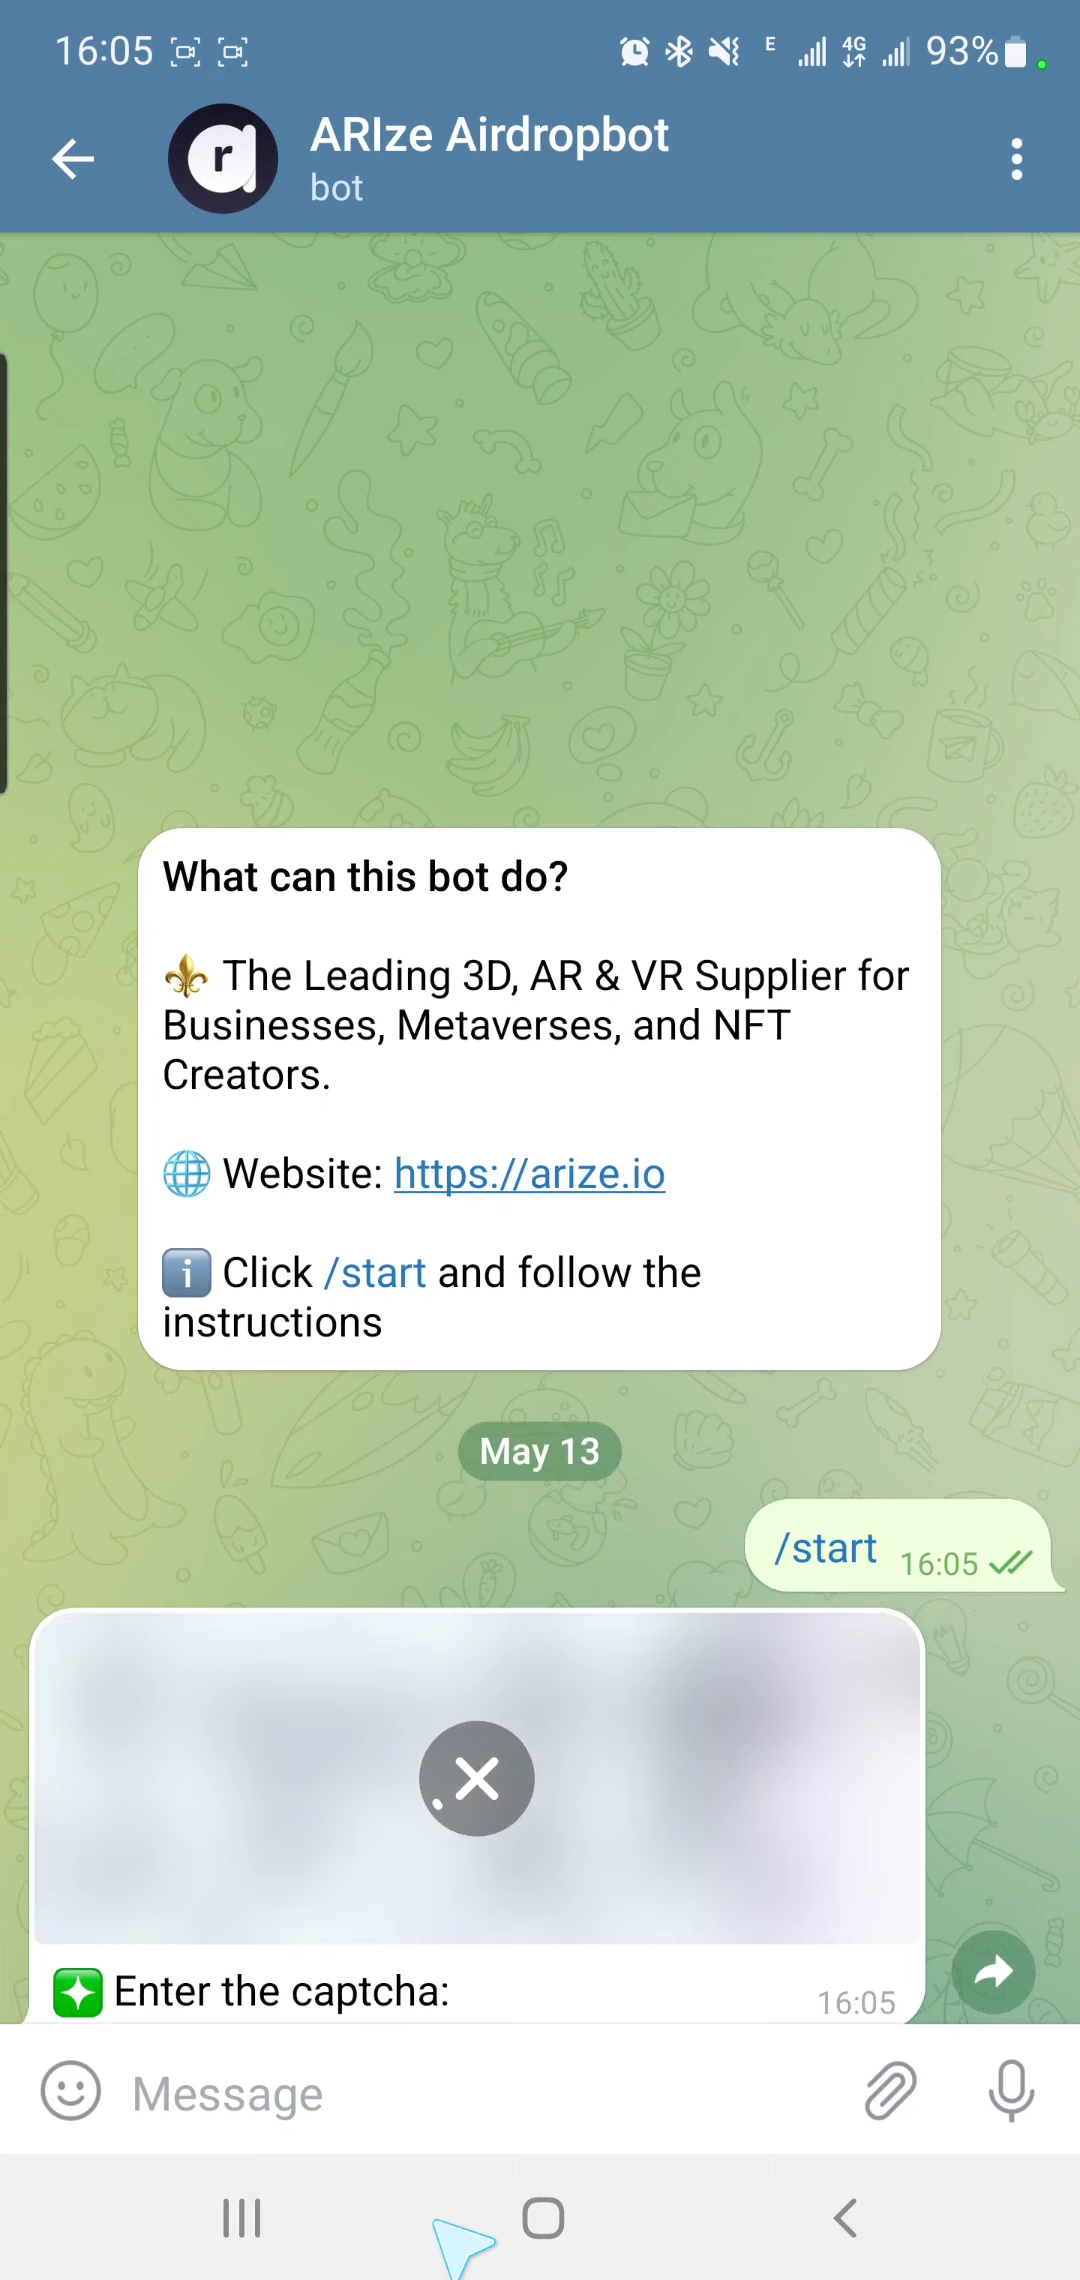 16:05
E 4G 93%
ARIze Airdropbot
bot
What can this bot do?
The Leading 3D, AR & VR Supplier for
Businesses, Metaverses, and NFT
Creators.
Website: https://arize.io
Click /start and follow the
instructions
May 13
/start 16:05
Enter the captcha:
16:05
Message